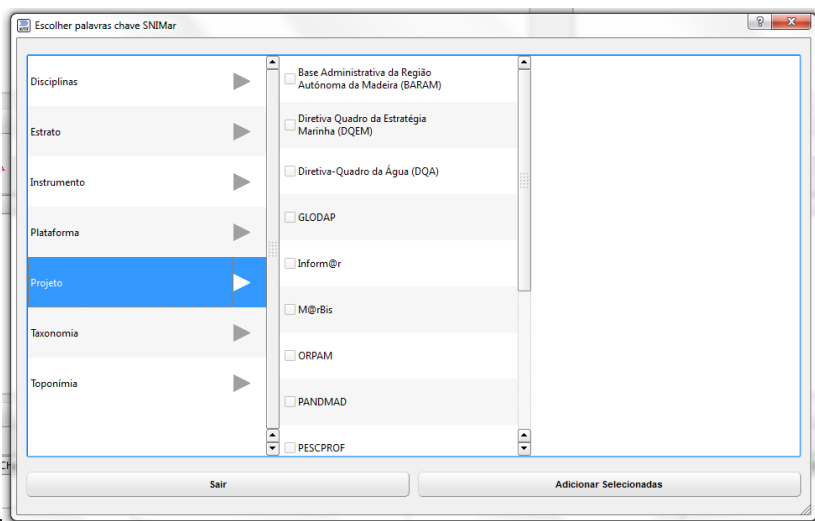 Escolher palavras chave SNIMar
Disciplinas
Estrato
Instrumento
Plataforma
Projeto
Taxonomia
Toponímia
Base Administrativa da Região
Autónoma da Madeira (BARAM)
Diretiva Quadro da Estratégia
Marinha (DQEM)
Diretiva-Quadro da Água (DQA)
GLODAP
Inform@r
M@rBis
ORPAM
PANDMAD
PESCPROF
Sair
Adicionar Selecionadas